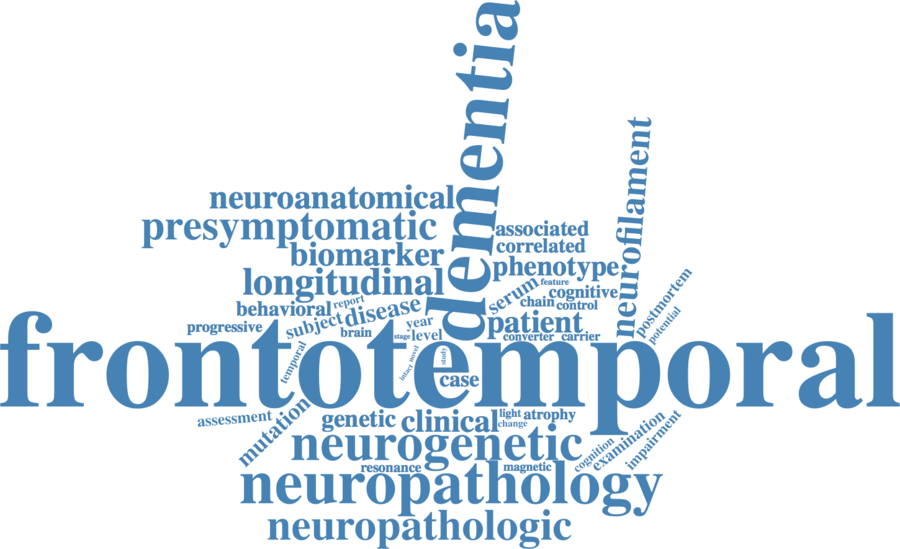 dementia
neuroanatomical
presymptomatic
neurofilament
associated
correlated
biomarker
phenotype
longitudinal
serum
feature
cognitive
chain
control
behavioral
report
disease
subject
progressive
brain
year
stage
level
patient
converter
carrier
postmortem
potential
frontotemporal
temporal
intact
novel
study
case
assessment
mutation
genetic
clinical
light
change
atrophy
neurogenetic
cognition
examination
impairment
resonance
magnetic
neuropathology
neuropathologic